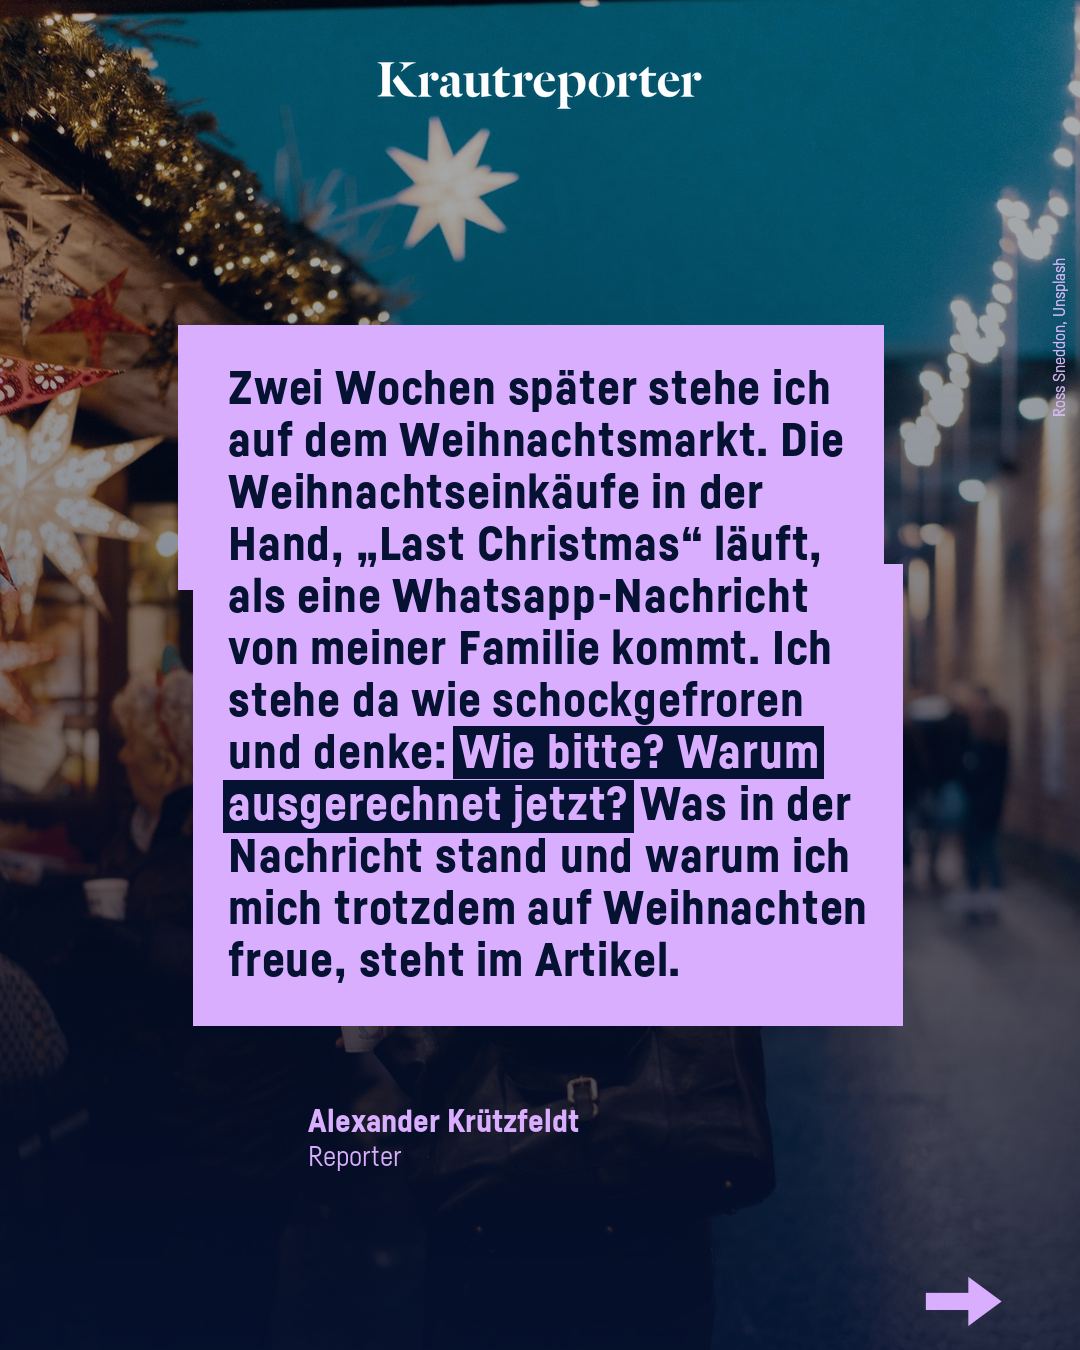 Krautreporter
Ross Sneddon, Unsplash
Zwei Wochen später stehe ich
auf dem Weihnachtsmarkt. Die
Weihnachtseinkäufe in der
Hand, „Last Christmas“ läuft,
als eine Whatsapp-Nachricht
von meiner Familie kommt. Ich
stehe da wie schockgefroren
und denke: Wie bitte? Warum
ausgerechnet jetzt? Was in der
Nachricht stand und warum ich
mich trotzdem auf Weihnachten
freue, steht im Artikel.
Alexander Krützfeldt
Reporter